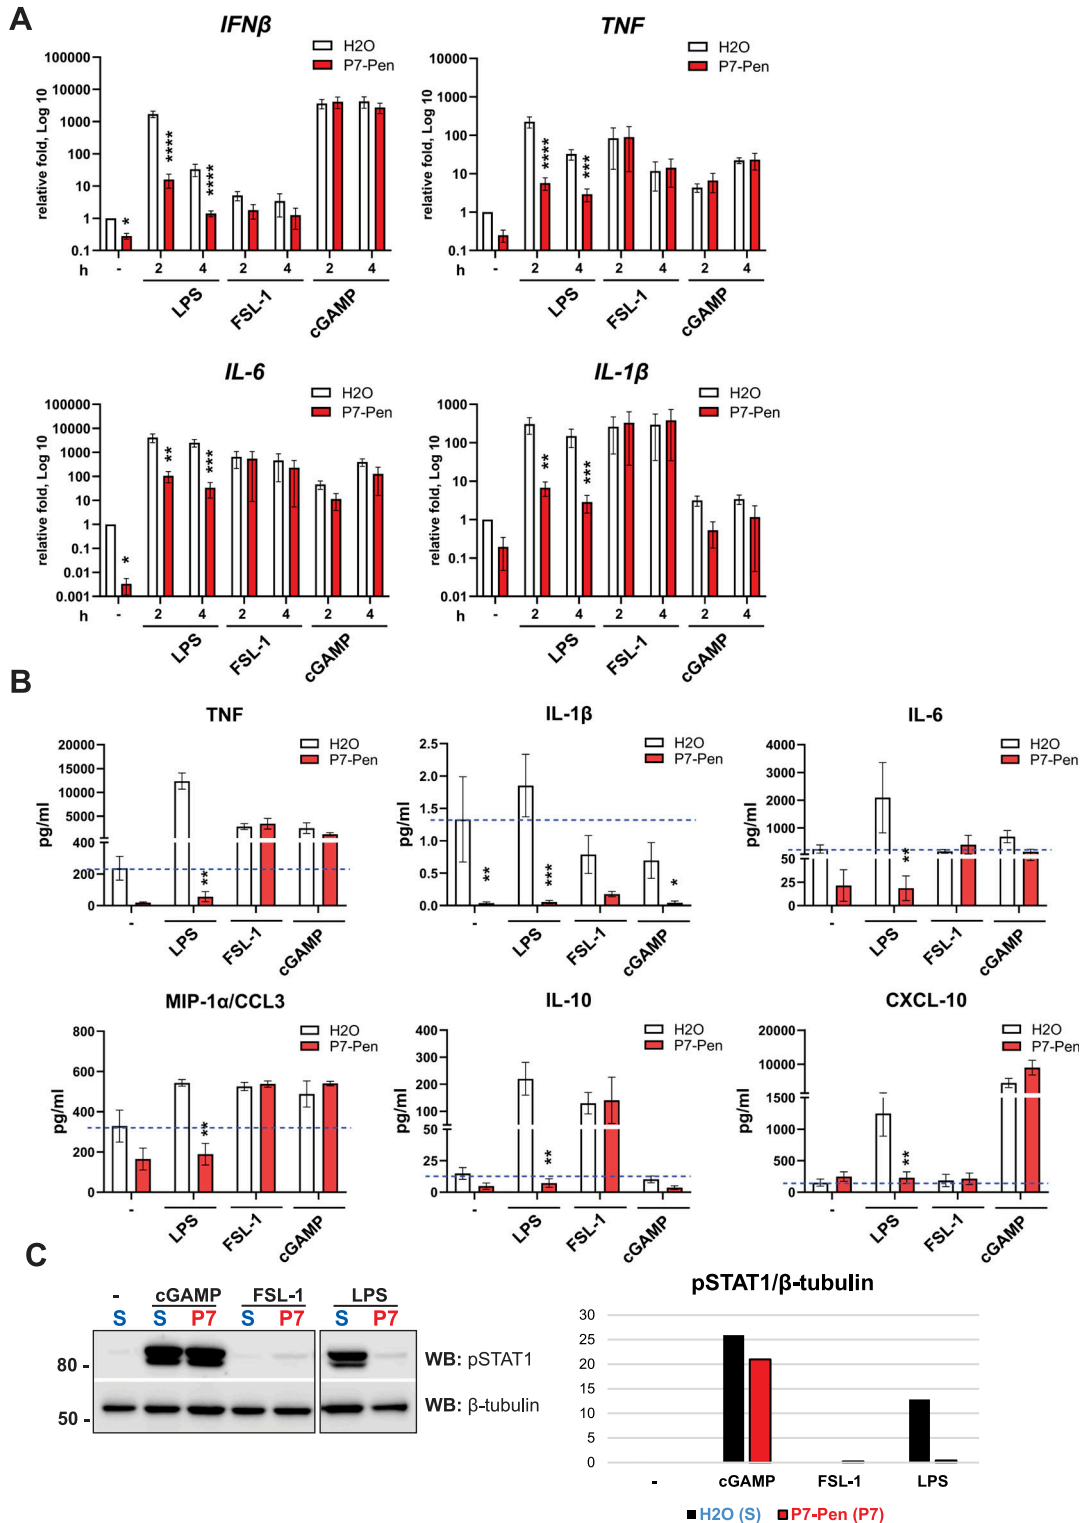 A
IFNβ
H2O
P7-Pen
relative fold, Log 10
100000
10000
1000
100
10
1
0.1
*
****
****
h
-
2
4
2
4
2
4
LPS
FSL-1
cGAMP
TNF
H2O
P7-Pen
relative fold, Log 10
10000
1000
100
10
1
0.1
****
***
-
2
4
2
4
2
4
LPS
FSL-1
cGAMP
IL-6
H2O
P7-Pen
relative fold, Log 10
100000
10000
1000
100
10
1
0.1
0.01
0.001
*
**
***
h
-
2
4
2
4
2
4
LPS
FSL-1
cGAMP
IL-1β
H2O
P7-Pen
relative fold, Log 10
1000
100
10
1
0.1
0.01
**
***
-
2
4
2
4
2
4
LPS
FSL-1
cGAMP
B
TNF
H2O
P7-Pen
pg/ml
20000
15000
10000
5000
400
200
0
**
-
LPS
FSL-1
cGAMP
IL-1β
H2O
P7-Pen
pg/ml
2.5
2.0
1.5
1.0
0.5
0.0
**
***
*
-
LPS
FSL-1
cGAMP
IL-6
H2O
P7-Pen
pg/ml
4000
3000
2000
1000
50
25
0
**
-
LPS
FSL-1
cGAMP
MIP-1α/CCL3
H2O
P7-Pen
pg/ml
800
600
400
200
0
**
-
LPS
FSL-1
cGAMP
IL-10
H2O
P7-Pen
pg/ml
400
300
200
100
50
25
0
**
-
LPS
FSL-1
cGAMP
CXCL-10
H2O
P7-Pen
pg/ml
20000
10000
1500
1000
500
0
**
-
LPS
FSL-1
cGAMP
C
- cGAMP FSL-1 LPS
S S P7 S P7 S P7
80 -
WB: pSTAT1
50 -
WB: β-tubulin
pSTAT1/β-tubulin
30
25
20
15
10
5
0
- cGAMP FSL-1 LPS
H2O (S) P7-Pen (P7)